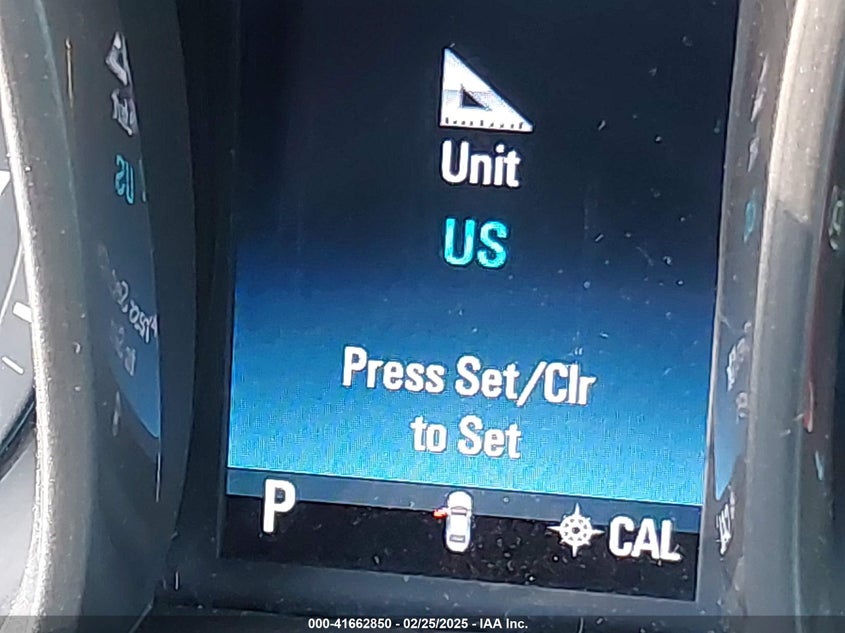 Unit
US
Press Set/Clr
to Set
P
CAL
000-41662850 - 02/25/2025 - IAA Inc.